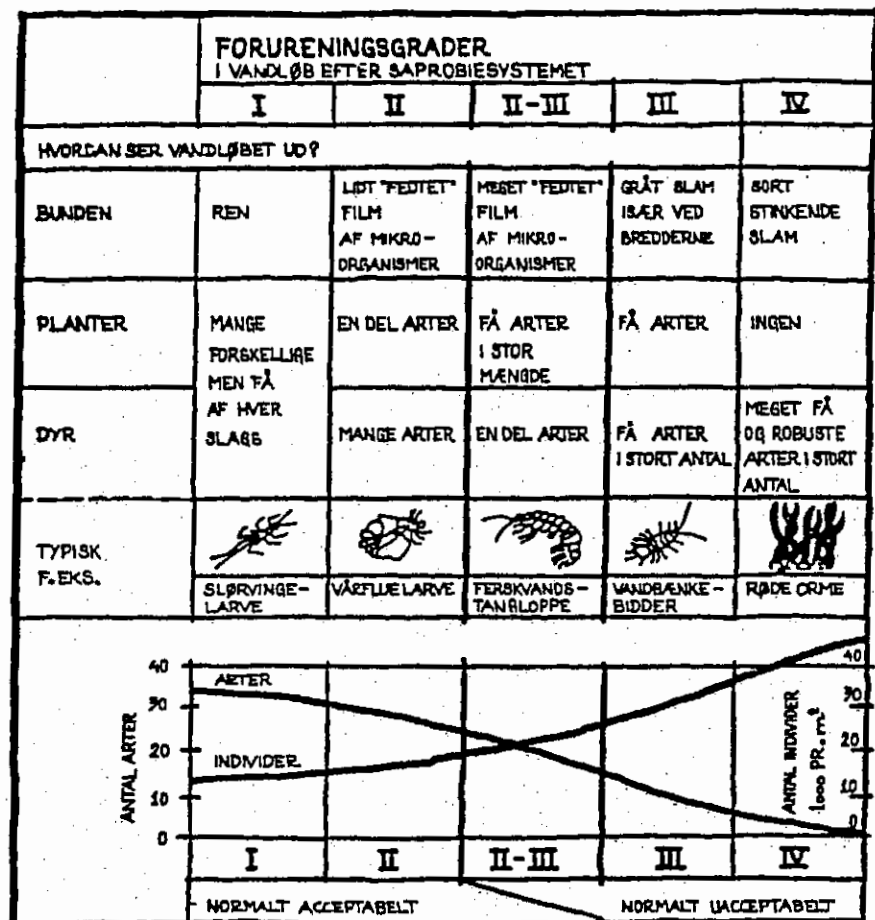 FORURENINGSGRADER
I VANDLØB EFTER SAPROBIESYSTEMET
I II II-III III IV
HVORDAN SER VANDLØBET UD?
BUNDEN
REN
LIDT "FEDTET"
FILM
AF MIKRO-
ORGANISMER
MEGET "FEDTET"
FILM
AF MIKRO-
ORGANISMER
GRÅT SLAM
ISÆR VED
BREDDERNE
SORT
STINKENDE
SLAM
PLANTER
MANGE
FORSKELLIGE
MEN FÅ
AF HVER
SLAGS
EN DEL ARTER
FÅ ARTER
I STOR
MÆNGDE
FÅ ARTER
INGEN
DYR
MANGE ARTER
EN DEL ARTER
FÅ ARTER
I STORT ANTAL
MEGET FÅ
OG ROBUSTE
ARTER I STORT
ANTAL
TYPISK
F.EKS.
SLØRVINGE-
LARVE
VÅRFLUELARVE
FERSKVANDS-
TANGLOPPE
VANDBÆNKE-
BIDDER
RØDE ORME
ANTAL ARTER
40
30
20
10
0
ARTER
INDIVIDER
ANTAL INDIVIDER
1000 PR. m²
40
30
20
10
0
I II II-III III IV
NORMALT ACCEPTABELT
NORMALT UACCEPTABELT